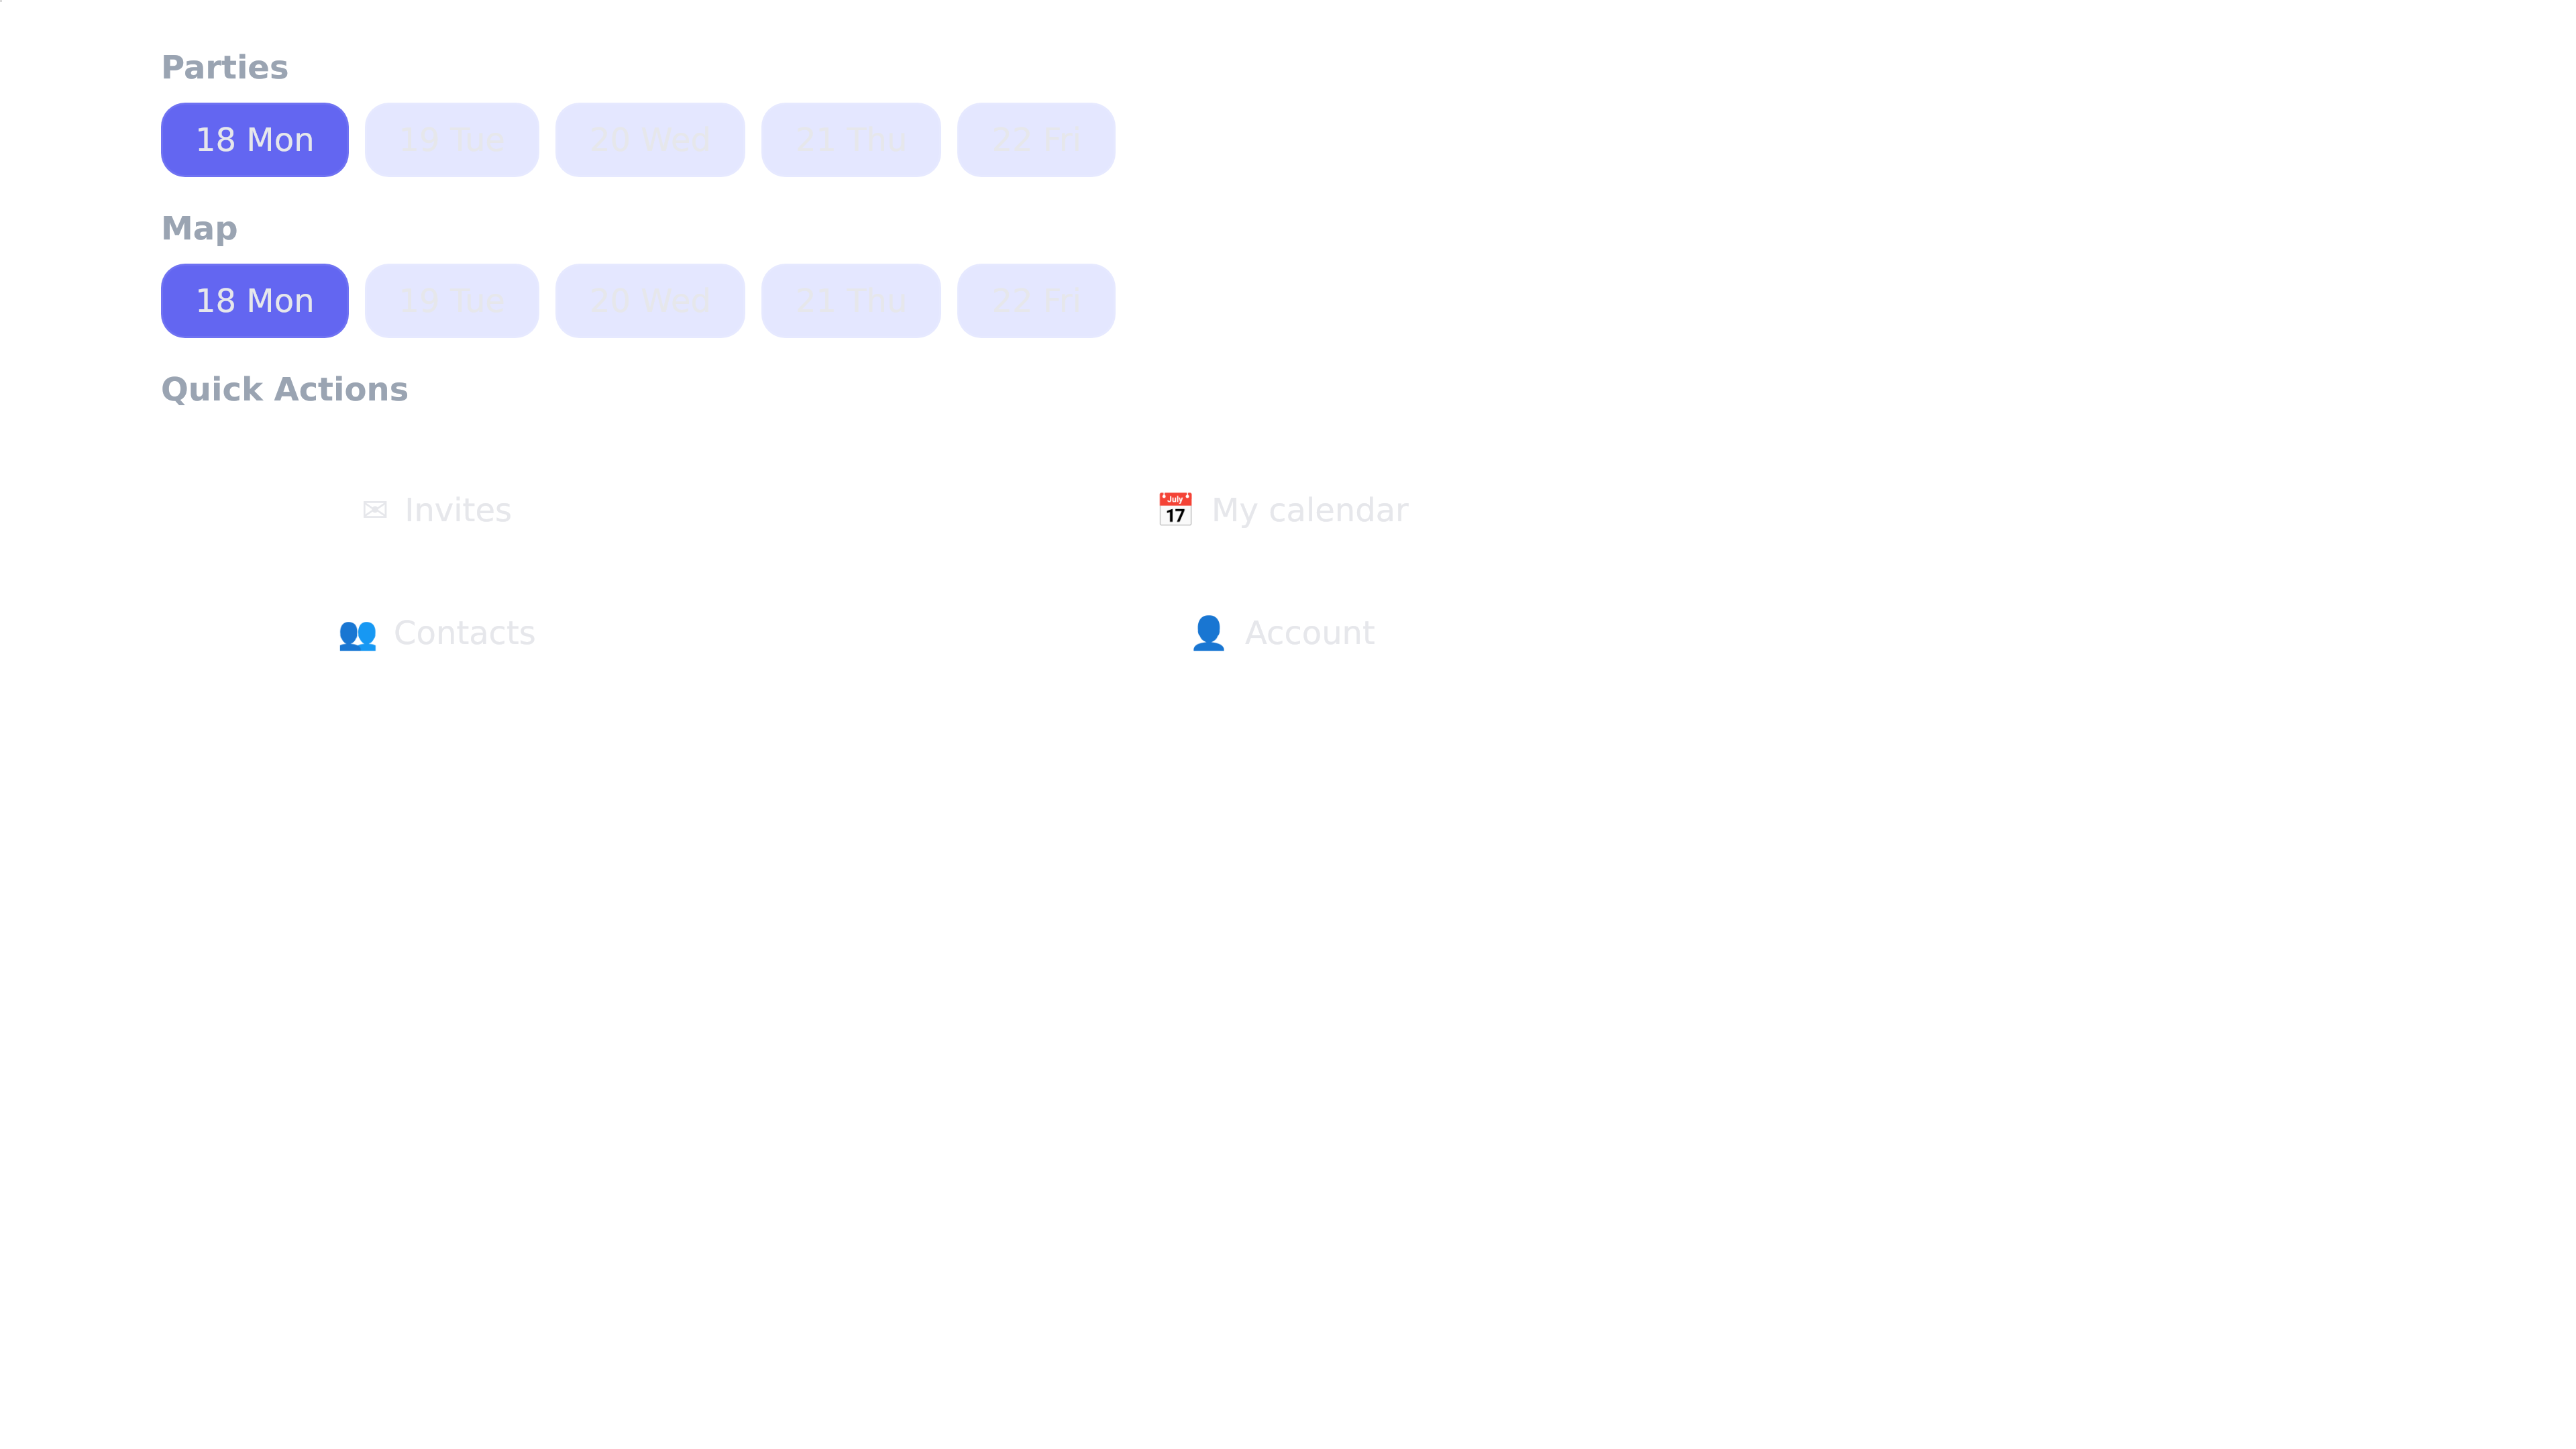 Parties
18 Mon 19 Tue 20 Wed 21 Thu 22 Fri
Map
18 Mon 19 Tue 20 Wed 21 Thu 22 Fri
Quick Actions
✉ Invites 📅 My calendar
👥 Contacts 👤 Account